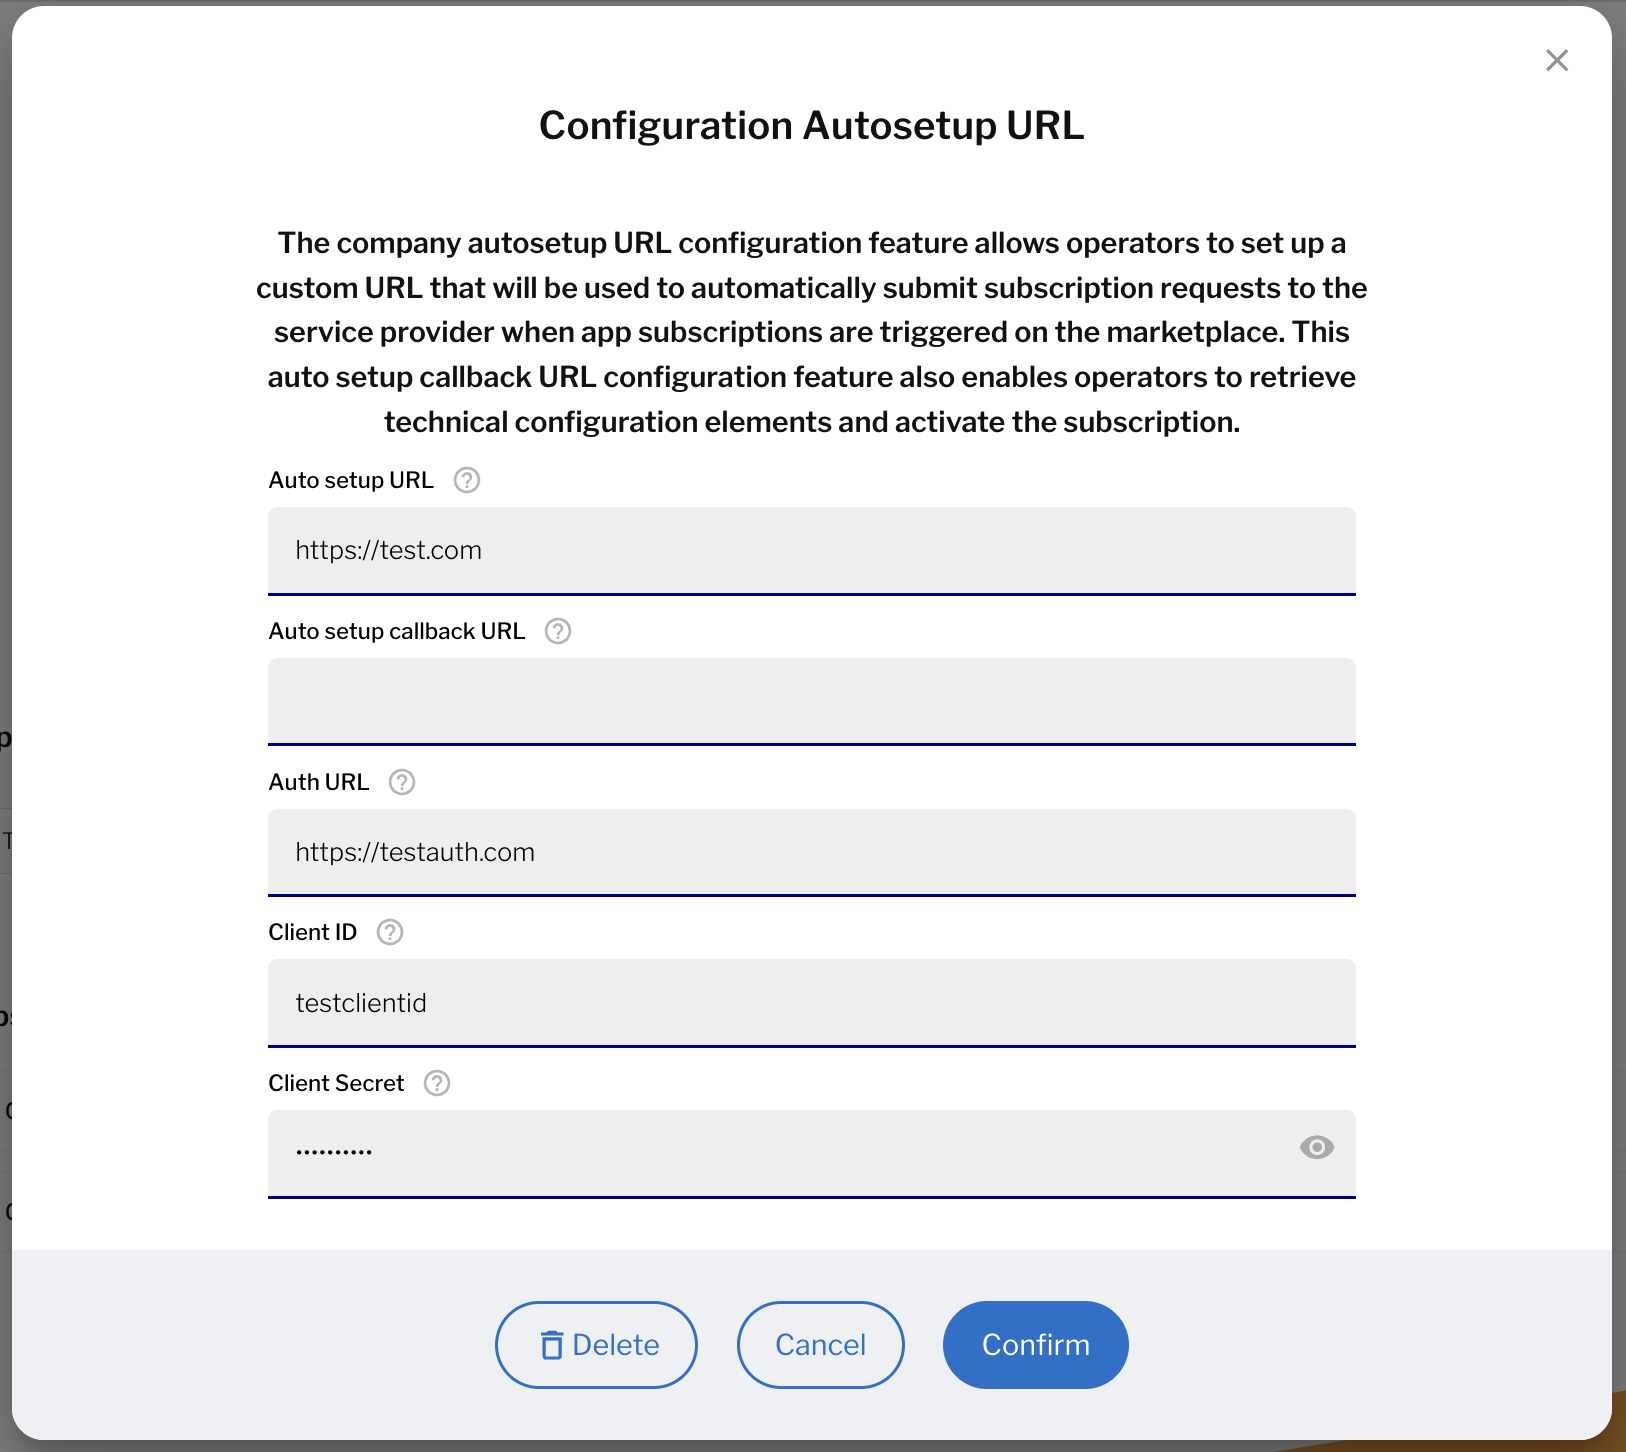 Configuration Autosetup URL
The company autosetup URL configuration feature allows operators to set up a
custom URL that will be used to automatically submit subscription requests to the
service provider when app subscriptions are triggered on the marketplace. This
auto setup callback URL configuration feature also enables operators to retrieve
technical configuration elements and activate the subscription.
Auto setup URL
https://test.com
Auto setup callback URL
Auth URL
https://testauth.com
Client ID
testclientid
Client Secret
••••••••••
Delete Cancel Confirm